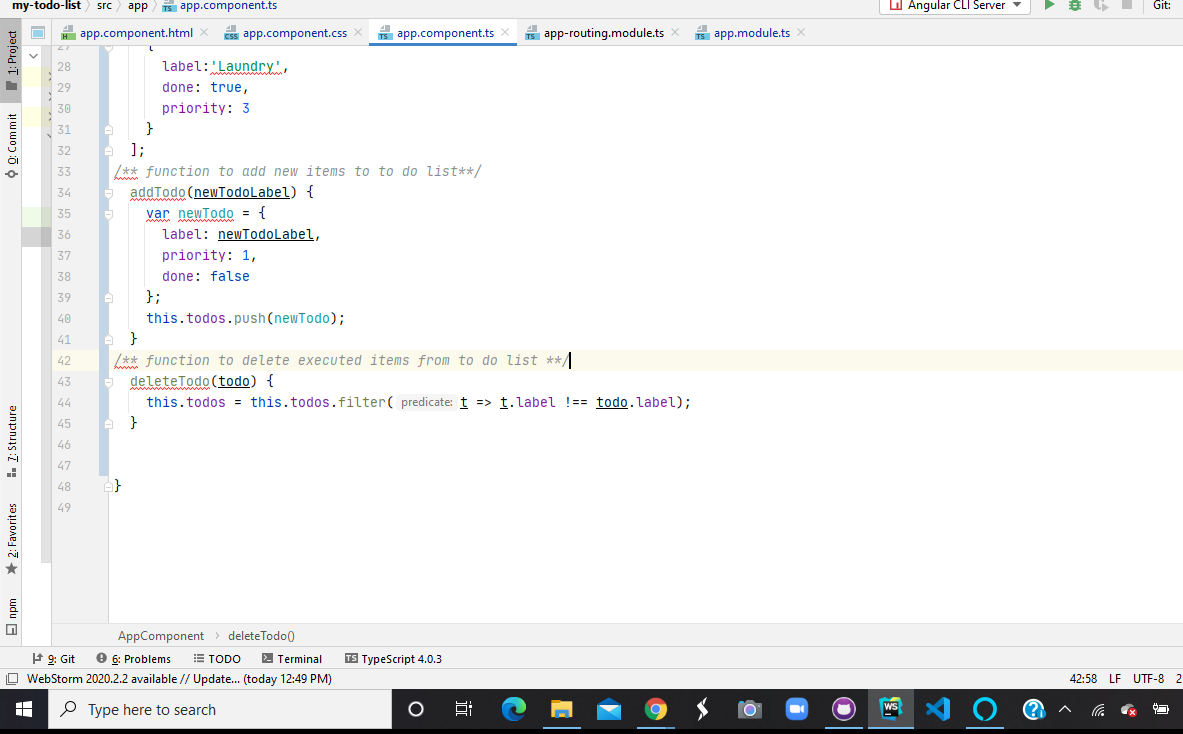 my-todo-list src app app.component.ts Angular CLI Server Git:
app.component.html app.component.css app.component.ts app-routing.module.ts app.module.ts
27 {
28 label:'Laundry',
29 done: true,
30 priority: 3
31 }
32 ];
33 /** function to add new items to to do list**/
34 addTodo(newTodoLabel) {
35 var newTodo = {
36 label: newTodoLabel,
37 priority: 1,
38 done: false
39 };
40 this.todos.push(newTodo);
41 }
42 /** function to delete executed items from to do list **/
43 deleteTodo(todo) {
44 this.todos = this.todos.filter( predicate: t => t.label !== todo.label);
45 }
46
47
48 }
49
1: Project
0: Commit
7: Structure
2: Favorites
npm
AppComponent deleteTodo()
9: Git 6: Problems TODO Terminal TypeScript 4.0.3
WebStorm 2020.2.2 available // Update... (today 12:49 PM) 42:58 LF UTF-8 2
Type here to search